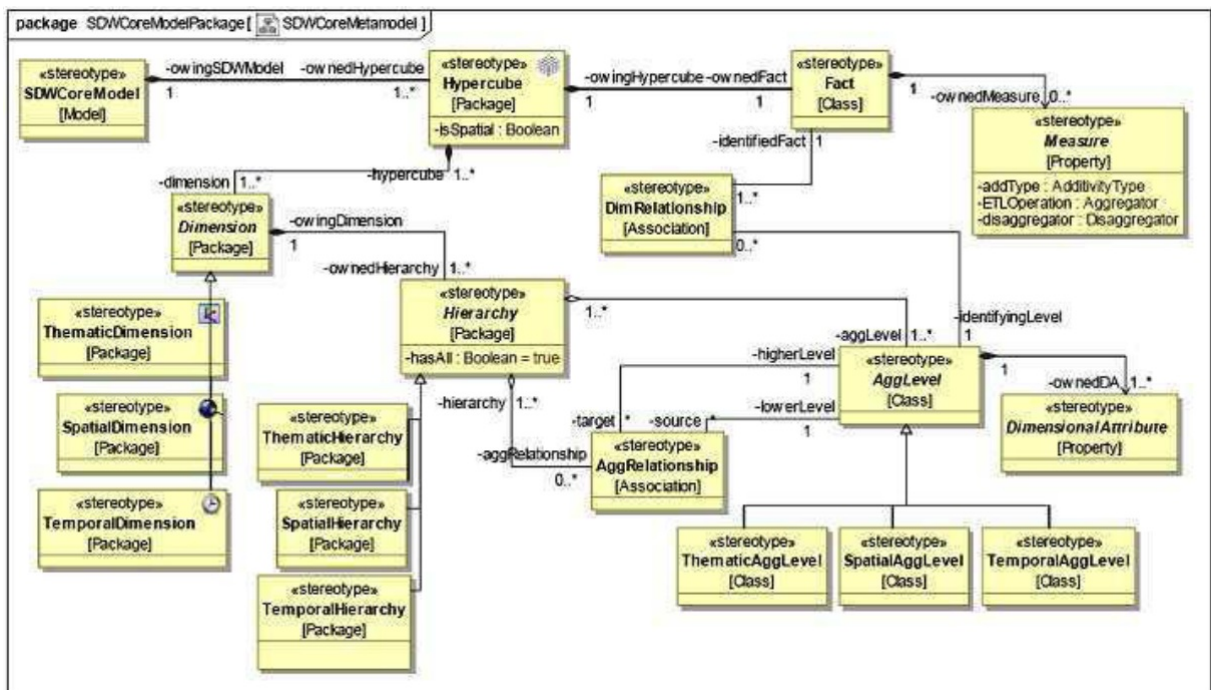 package SDWCoreModelPackage [ SDWCoreMetamodel ]
«stereotype»
SDWCoreModel
[Model]
-owingSDWModel
1
-ownedHypercube
1..*
«stereotype»
Hypercube
[Package]
-isSpatial : Boolean
-owingHypercube
1
-ownedFact
1
«stereotype»
Fact
[Class]
1
-ownedMeasure
0..*
«stereotype»
Measure
[Property]
-addType : AdditivityType
-ETLOperation : Aggregator
-disaggregator : Disaggregator
-identifiedFact
1
1..*
«stereotype»
DimRelationship
[Association]
0..*
-hypercube
1..*
-dimension
1..*
«stereotype»
Dimension
[Package]
-owingDimension
1
-ownedHierarchy
1..*
«stereotype»
Hierarchy
[Package]
-hasAll : Boolean = true
1..*
-aggLevel
1..*
-identifyingLevel
1
«stereotype»
AggLevel
[Class]
1
-ownedDA
1..*
«stereotype»
DimensionalAttribute
[Property]
-higherLevel
1
-lowerLevel
1
-target
*
-source
*
-hierarchy
1..*
-aggRelationship
0..*
«stereotype»
AggRelationship
[Association]
«stereotype»
ThematicDimension
[Package]
«stereotype»
SpatialDimension
[Package]
«stereotype»
TemporalDimension
[Package]
«stereotype»
ThematicHierarchy
[Package]
«stereotype»
SpatialHierarchy
[Package]
«stereotype»
TemporalHierarchy
[Package]
«stereotype»
ThematicAggLevel
[Class]
«stereotype»
SpatialAggLevel
[Class]
«stereotype»
TemporalAggLevel
[Class]